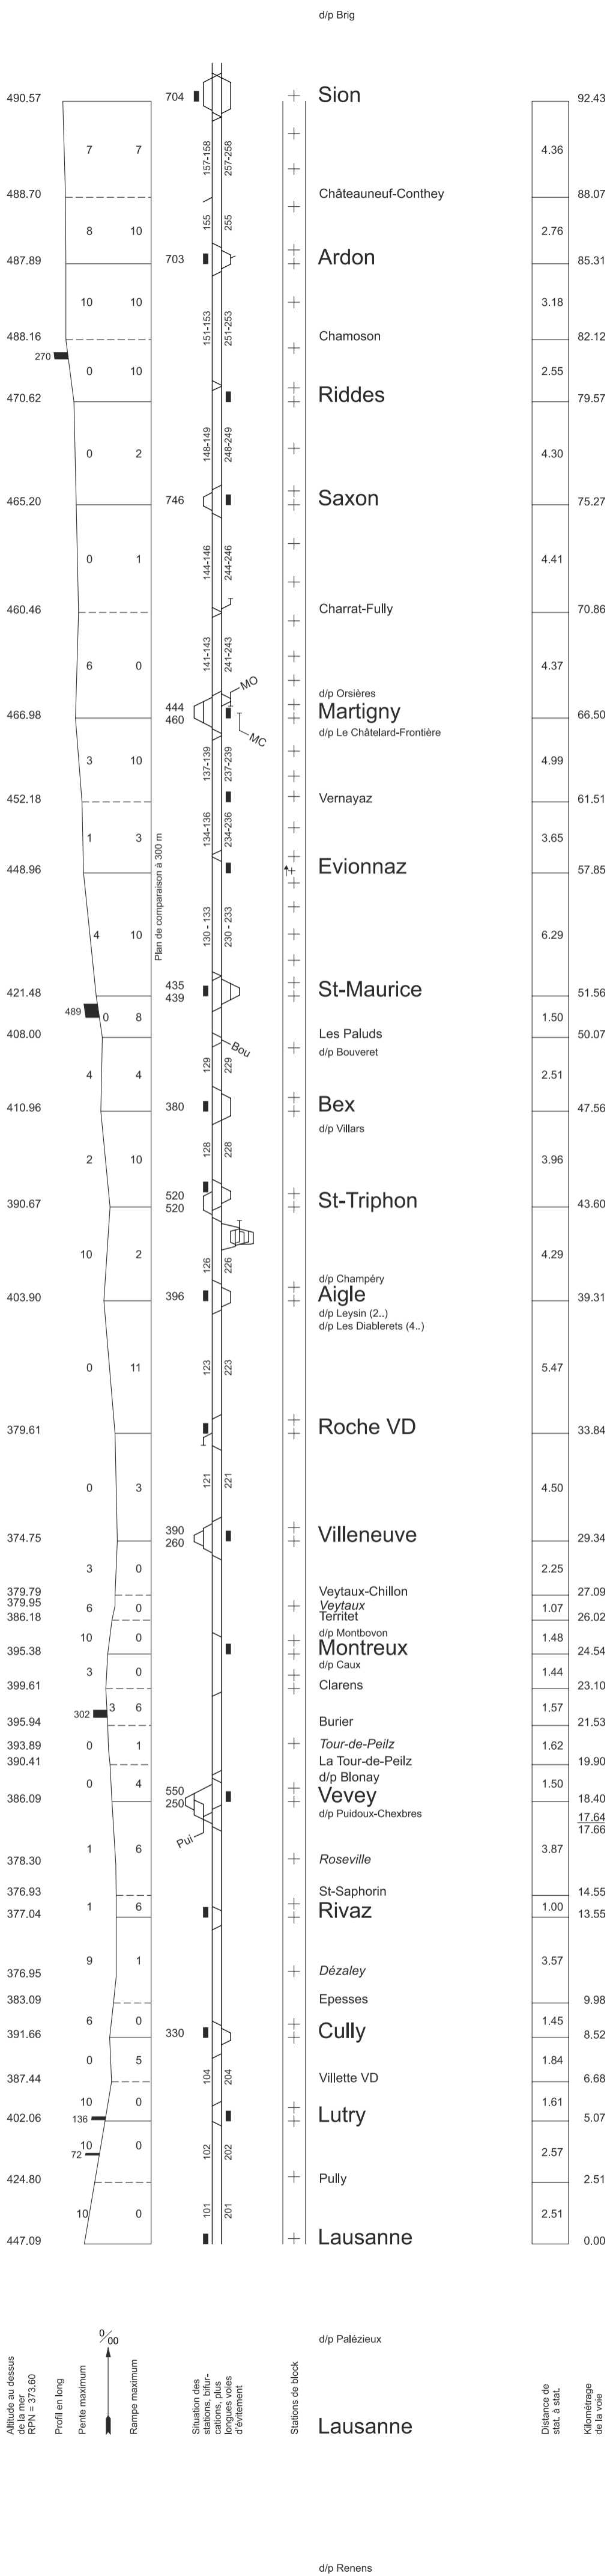 d/p Brig
490.57 704 Sion 92.43
7 7 157-158 257-258 4.36
488.70 Châteauneuf-Conthey 88.07
8 10 155 255 2.76
487.89 703 Ardon 85.31
10 10 151-153 251-253 3.18
488.16 Chamoson 82.12
270
0 10 2.55
470.62 Riddes 79.57
0 2 148-149 248-249 4.30
465.20 746 Saxon 75.27
0 1 144-146 244-246 4.41
460.46 Charrat-Fully 70.86
6 0 141-143 241-243 4.37
MO
d/p Orsières
444
466.98 460 Martigny 66.50
d/p Le Châtelard-Frontière
MC
3 10 137-139 237-239 4.99
452.18 Vernayaz 61.51
1 3 134-136 234-236 3.65
Plan de comparaison à 300 m
448.96 Evionnaz 57.85
4 10 130 - 133 230 - 233 6.29
435
421.48 439 St-Maurice 51.56
489 0 8 1.50
408.00 Les Paluds 50.07
Bou d/p Bouveret
4 4 129 229 2.51
410.96 380 Bex 47.56
d/p Villars
2 10 128 228 3.96
520
390.67 520 St-Triphon 43.60
10 2 126 226 4.29
d/p Champéry
403.90 396 Aigle 39.31
d/p Leysin (2..)
d/p Les Diablerets (4..)
0 11 123 223 5.47
379.61 Roche VD 33.84
0 3 121 221 4.50
390
374.75 260 Villeneuve 29.34
3 0 2.25
379.79 Veytaux-Chillon 27.09
379.95 Veytaux
6 0 1.07
386.18 Territet 26.02
d/p Montbovon
10 0 1.48
395.38 Montreux 24.54
d/p Caux
3 0 1.44
399.61 Clarens 23.10
302 3 6 1.57
395.94 Burier 21.53
393.89 Tour-de-Peilz
0 1 1.62
390.41 La Tour-de-Peilz 19.90
d/p Blonay
0 4 1.50
550
386.09 250 Vevey 18.40
d/p Puidoux-Chexbres
17.64
17.66
Pui
1 6 3.87
378.30 Roseville
376.93 St-Saphorin 14.55
1 6 1.00
377.04 Rivaz 13.55
9 1 3.57
376.95 Dézaley
383.09 Epesses 9.98
6 0 1.45
391.66 330 Cully 8.52
0 5 104 204 1.84
387.44 Villette VD 6.68
10 0 1.61
402.06 136 Lutry 5.07
10 0 102 202 2.57
72
424.80 Pully 2.51
10 0 101 201 2.51
447.09 Lausanne 0.00
0/00
d/p Palézieux
Altitude au dessus
de la mer
RPN = 373.60
Profil en long
Pente maximum
Rampe maximum
Situation des
stations, bifur-
cations, plus
longues voies
d'évitement
Stations de block
Lausanne
Distance de
stat. à stat.
Kilométrage
de la voie
d/p Renens